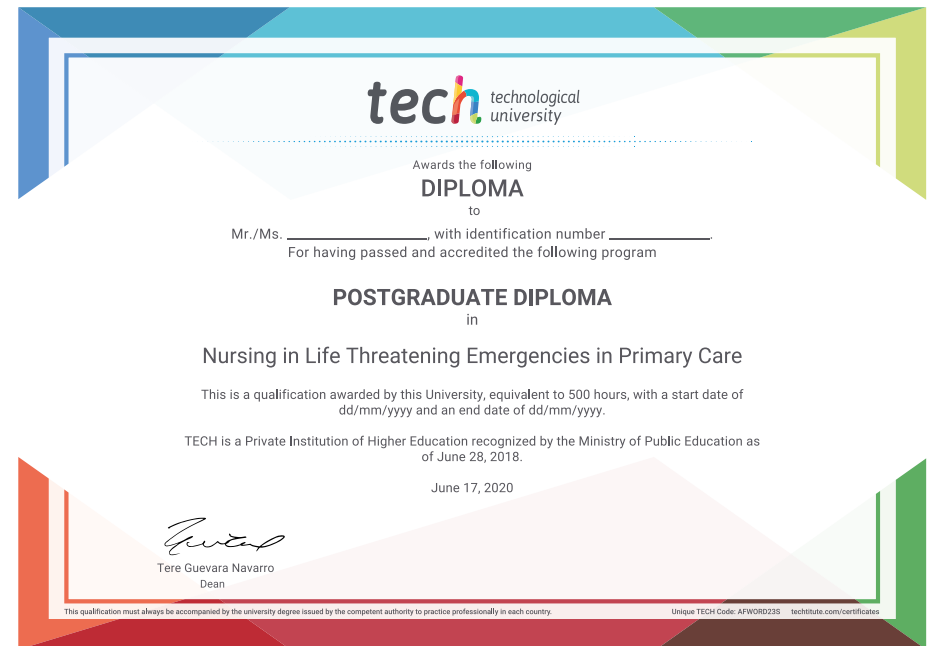 tech technological
university
Awards the following
DIPLOMA
to
Mr./Ms. ____________________, with identification number ______________.
For having passed and accredited the following program
POSTGRADUATE DIPLOMA
in
Nursing in Life Threatening Emergencies in Primary Care
This is a qualification awarded by this University, equivalent to 500 hours, with a start date of
dd/mm/yyyy and an end date of dd/mm/yyyy.
TECH is a Private Institution of Higher Education recognized by the Ministry of Public Education as
of June 28, 2018.
June 17, 2020
Tere Guevara Navarro
Dean
This qualification must always be accompanied by the university degree issued by the competent authority to practice professionally in each country.
Unique TECH Code: AFWORD23S techtitute.com/certificates